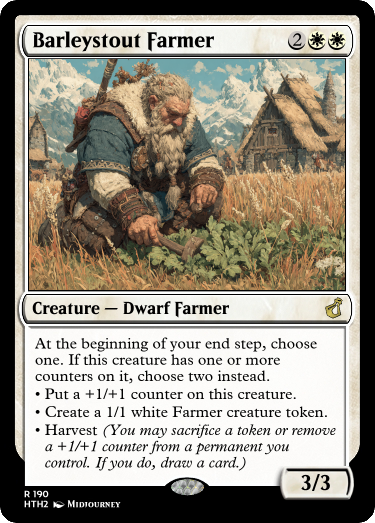 Barleystout Farmer 2
Creature — Dwarf Farmer
At the beginning of your end step, choose
one. If this creature has one or more
counters on it, choose two instead.
• Put a +1/+1 counter on this creature.
• Create a 1/1 white Farmer creature token.
• Harvest (You may sacrifice a token or remove
a +1/+1 counter from a permanent you
control. If you do, draw a card.)
3/3
R 190
HTH2 Midjourney